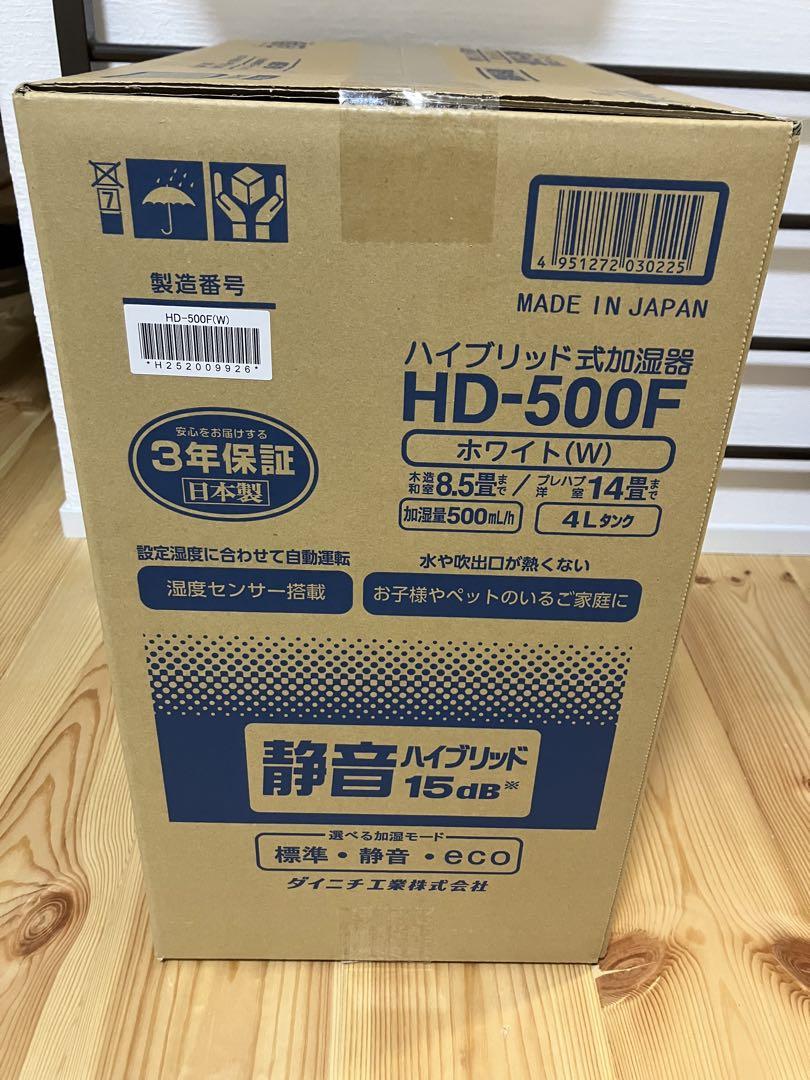 7
4 951272 030225
MADE IN JAPAN
製造番号
HD-500F(W)
*H252009926*
ハイブリッド式加湿器
HD-500F
ホワイト(W)
木造和室8.5畳まで/プレハブ洋室14畳まで
加湿量500mL/h
4Lタンク
安心をお届けする
3年保証
日本製
設定湿度に合わせて自動運転
湿度センサー搭載
水や吹出口が熱くない
お子様やペットのいるご家庭に
静音ハイブリッド
15dB※
選べる加湿モード
標準・静音・eco
ダイニチ工業株式会社